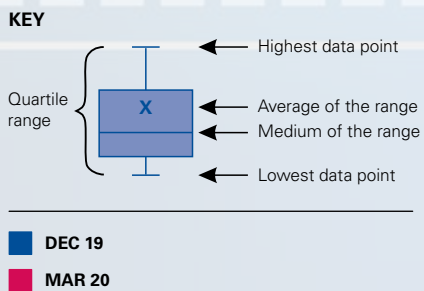 KEY
Highest data point
Quartile
range
X
Average of the range
Medium of the range
Lowest data point
DEC 19
MAR 20